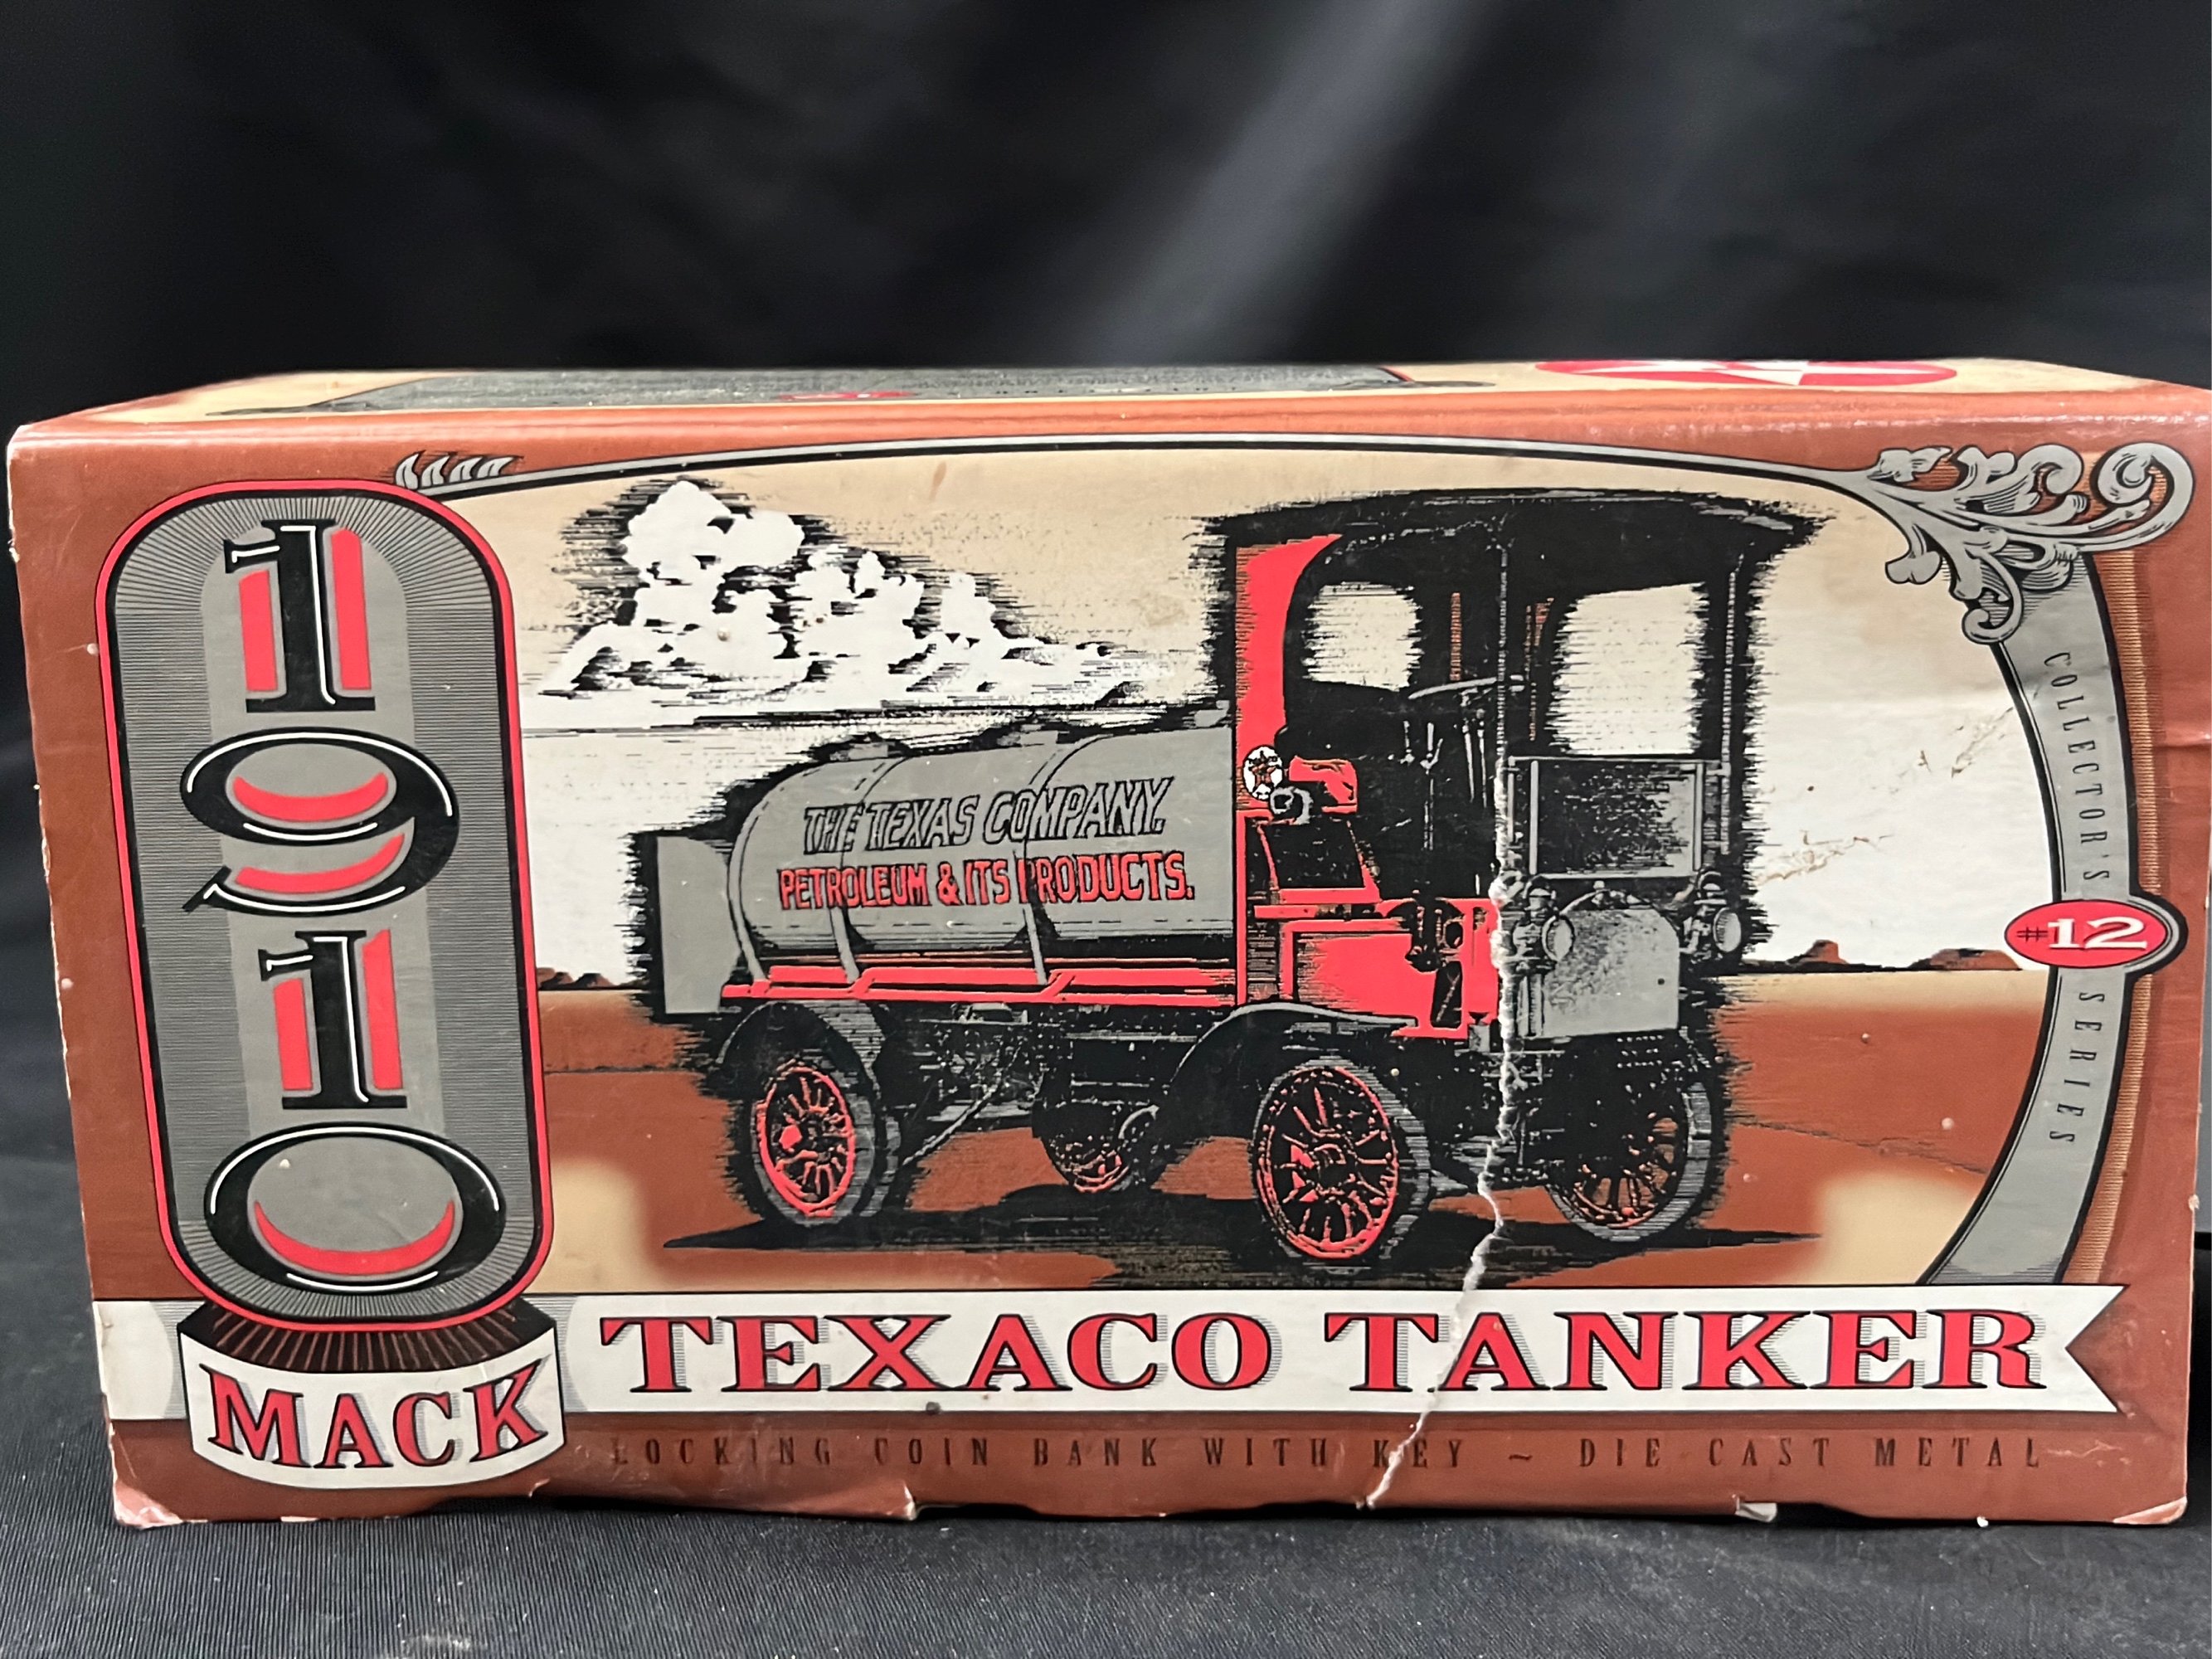 1910
MACK
THE TEXAS COMPANY.
PETROLEUM & ITS PRODUCTS.
COLLECTOR'S
#12
SERIES
TEXACO TANKER
LOCKING COIN BANK WITH KEY ~ DIE CAST METAL